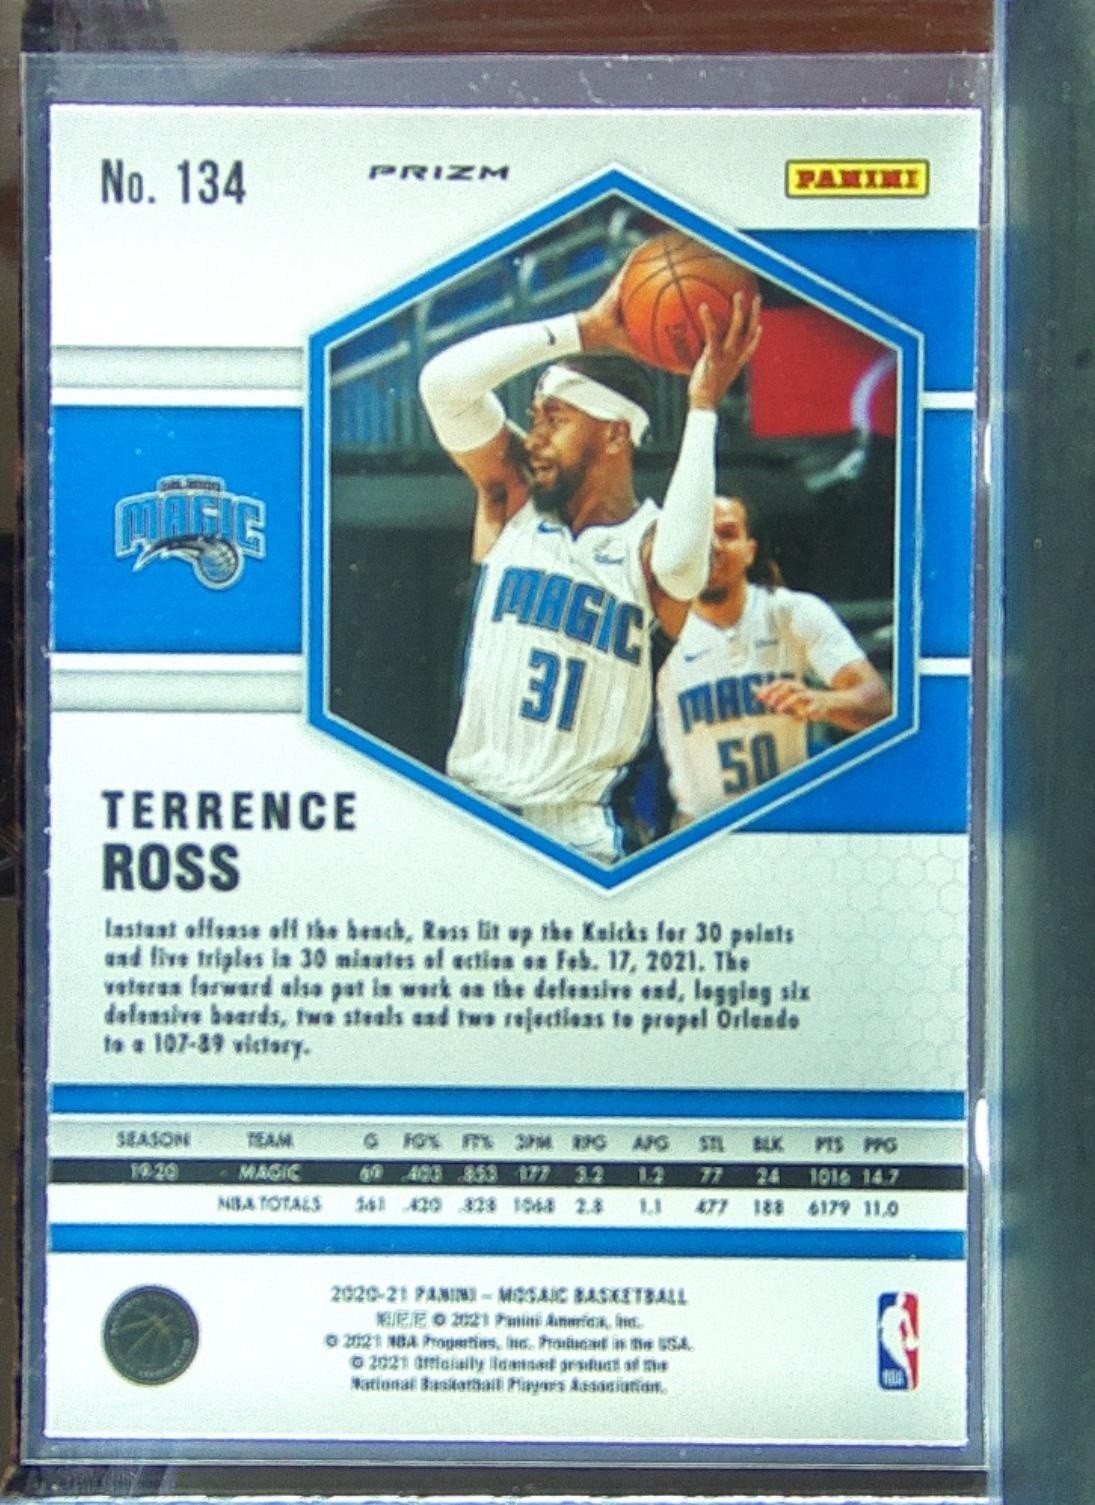 No. 134
PRIZM
PANINI
MAGIC
MAGIC
31
MAGIC
50
TERRENCE
ROSS
Instant offense off the bench, Ross lit up the Knicks for 30 points
and five triples in 30 minutes of action on Feb. 17, 2021. The
veteran forward also put in work on the defensive end, logging six
defensive boards, two steals and two rejections to propel Orlando
to a 107-89 victory.
SEASON TEAM G FG% FT% 3PM RPG APG STL BLK PTS PPG
19-20 MAGIC 69 .403 .853 177 3.2 1.2 77 24 1016 14.7
NBA TOTALS 561 .420 .828 1068 2.8 1.1 477 188 6179 11.0
2020-21 PANINI – MOSAIC BASKETBALL
© 2021 Panini America, Inc.
© 2021 NBA Properties, Inc. Produced in the USA.
© 2021 Officially licensed product of the
National Basketball Players Association.
NBA